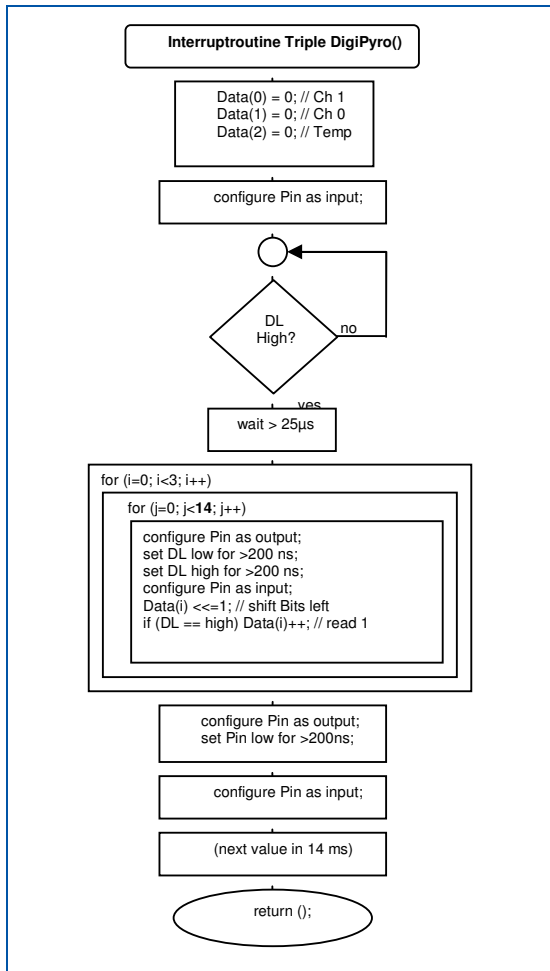 Interruptroutine Triple DigiPyro()
Data(0) = 0; // Ch 1
Data(1) = 0; // Ch 0
Data(2) = 0; // Temp
configure Pin as input;
DL
High?
no
yes
wait > 25µs
for (i=0; i<3; i++)
for (j=0; j<14; j++)
configure Pin as output;
set DL low for >200 ns;
set DL high for >200 ns;
configure Pin as input;
Data(i) <<=1; // shift Bits left
if (DL == high) Data(i)++; // read 1
configure Pin as output;
set Pin low for >200ns;
configure Pin as input;
(next value in 14 ms)
return ();